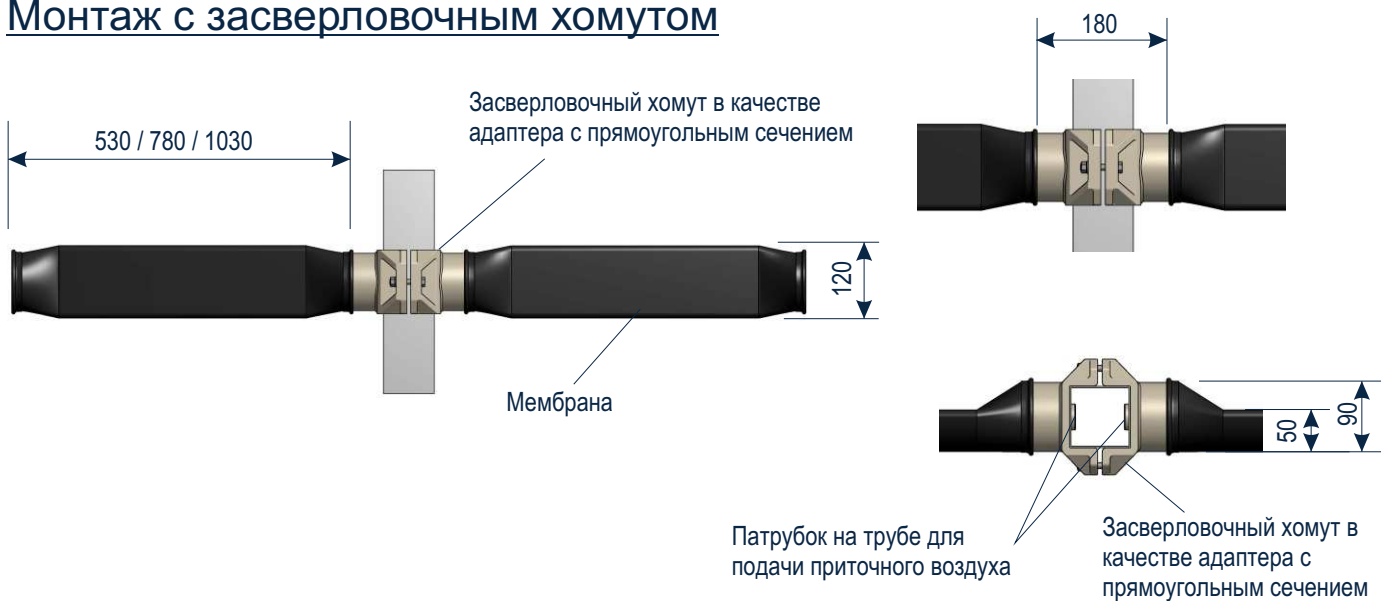 Монтаж с засверловочным хомутом
180
Засверловочный хомут в качестве
адаптера с прямоугольным сечением
530 / 780 / 1030
120
Мембрана
50
90
Патрубок на трубе для
подачи приточного воздуха
Засверловочный хомут в
качестве адаптера с
прямоугольным сечением